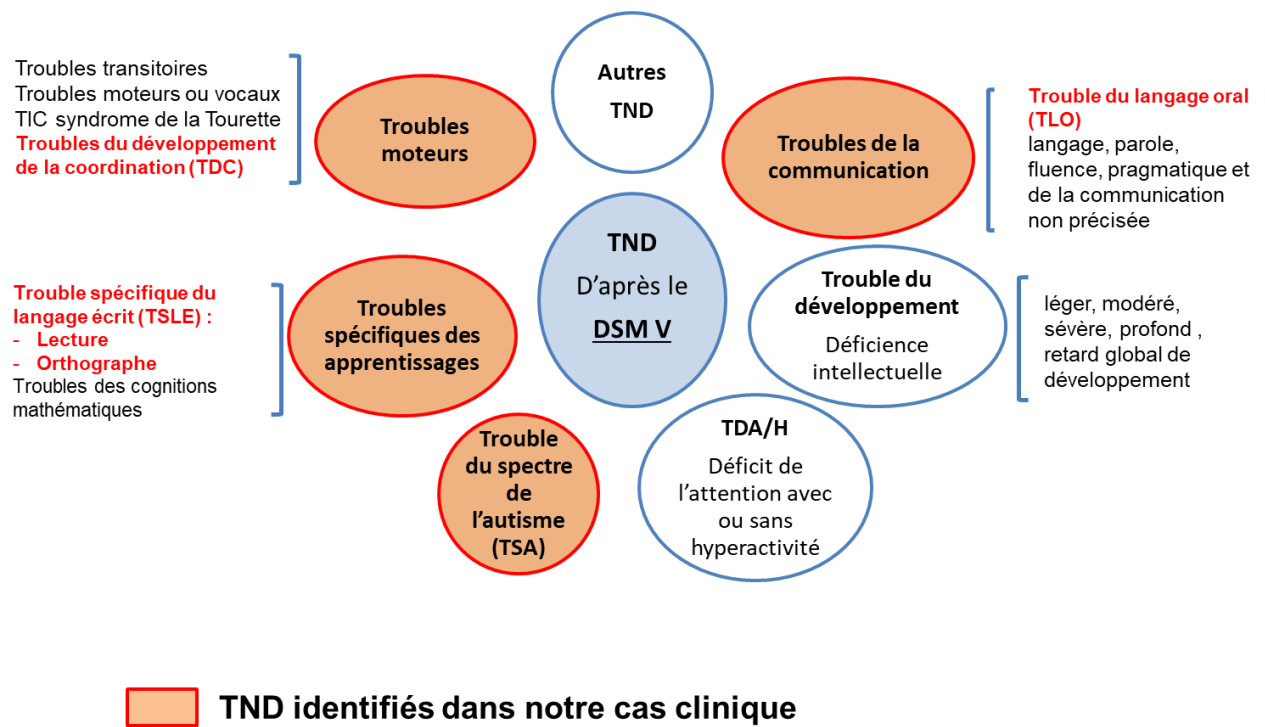 Troubles transitoires
Troubles moteurs ou vocaux
TIC syndrome de la Tourette
Troubles du développement
de la coordination (TDC)
Troubles
moteurs
Autres
TND
Troubles de la
communication
Trouble du langage oral
(TLO)
langage, parole,
fluence, pragmatique et
de la communication
non précisée
TND
D'après le
DSM V
Trouble spécifique du
langage écrit (TSLE) :
- Lecture
- Orthographe
Troubles des cognitions
mathématiques
Troubles
spécifiques des
apprentissages
Trouble du
développement
Déficience
intellectuelle
léger, modéré,
sévère, profond ,
retard global de
développement
Trouble
du spectre
de
l'autisme
(TSA)
TDA/H
Déficit de
l'attention avec
ou sans
hyperactivité
TND identifiés dans notre cas clinique